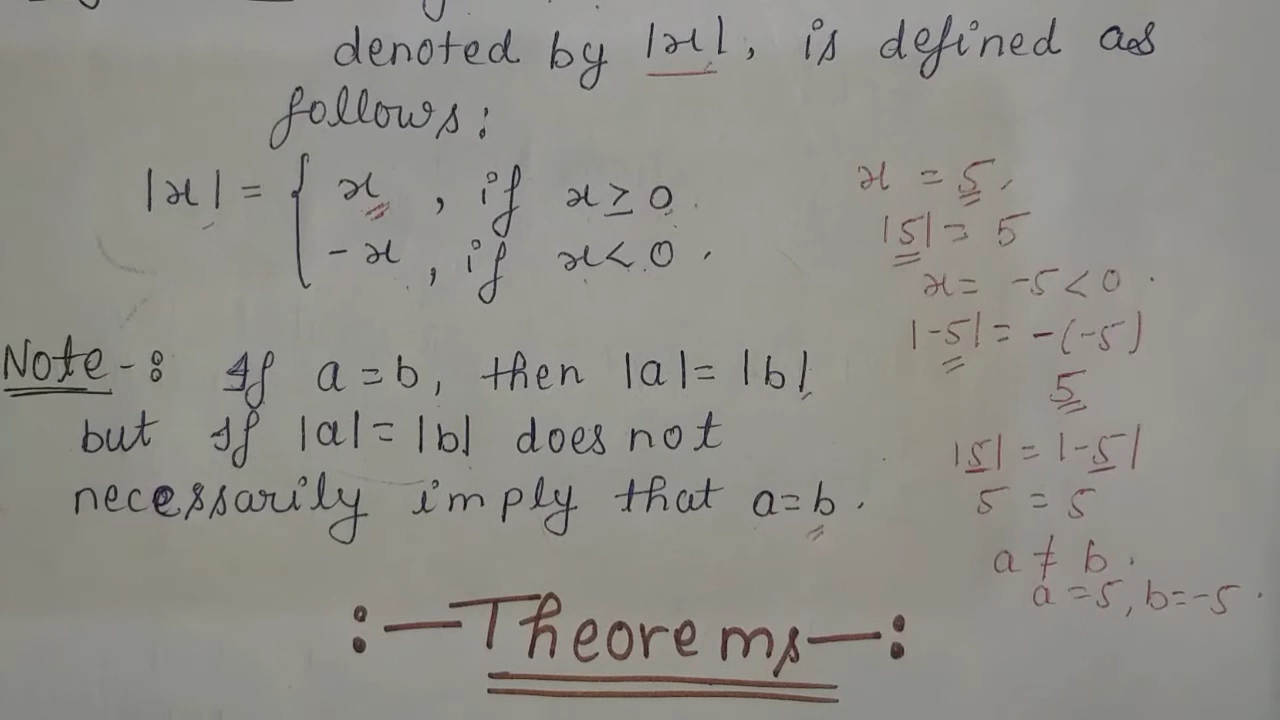 denoted by |x|, is defined as
follows:
|x| = { x , if x ≥ 0.
-x , if x < 0.
Note -: If a = b, then |a| = |b|,
but If |a| = |b| does not
necessarily imply that a = b.
:— Theorems —:
x = 5.
|5| = 5
x = -5 < 0.
|-5| = -(-5)
5
|5| = |-5|
5 = 5
a ≠ b.
a = 5, b = -5.